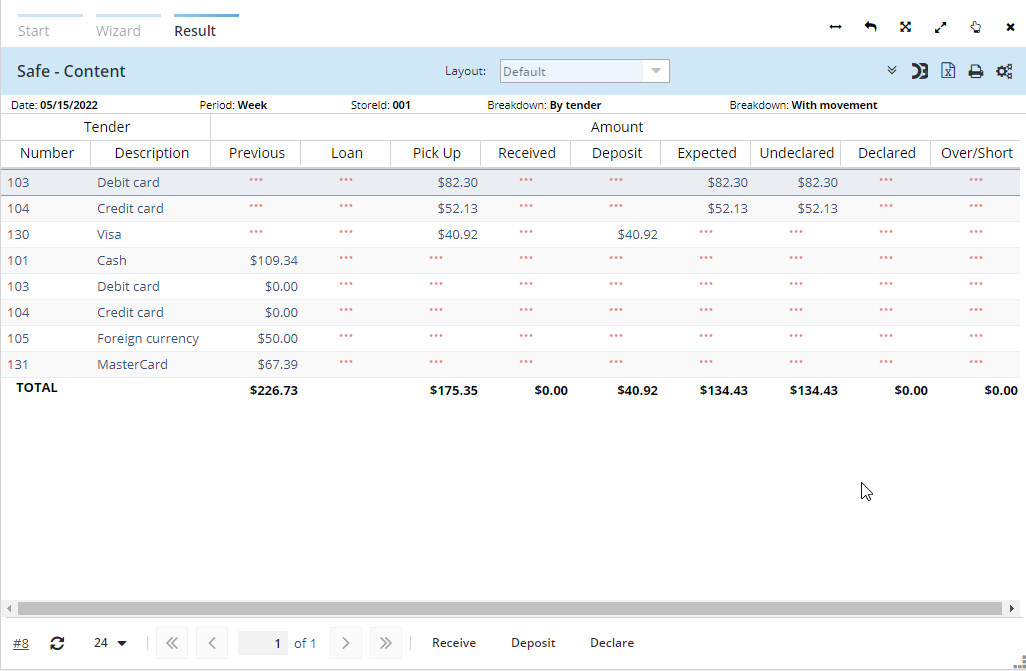 Start Wizard Result
Safe - Content Layout: Default
Date: 05/15/2022 Period: Week StoreId: 001 Breakdown: By tender Breakdown: With movement
Tender Amount
Number Description Previous Loan Pick Up Received Deposit Expected Undeclared Declared Over/Short
103 Debit card *** *** $82.30 *** *** $82.30 $82.30 *** ***
104 Credit card *** *** $52.13 *** *** $52.13 $52.13 *** ***
130 Visa *** *** $40.92 *** $40.92 *** *** *** ***
101 Cash $109.34 *** *** *** *** *** *** *** ***
103 Debit card $0.00 *** *** *** *** *** *** *** ***
104 Credit card $0.00 *** *** *** *** *** *** *** ***
105 Foreign currency $50.00 *** *** *** *** *** *** *** ***
131 MasterCard $67.39 *** *** *** *** *** *** *** ***
TOTAL $226.73 $175.35 $0.00 $40.92 $134.43 $134.43 $0.00 $0.00
#8 24 1 of 1 Receive Deposit Declare